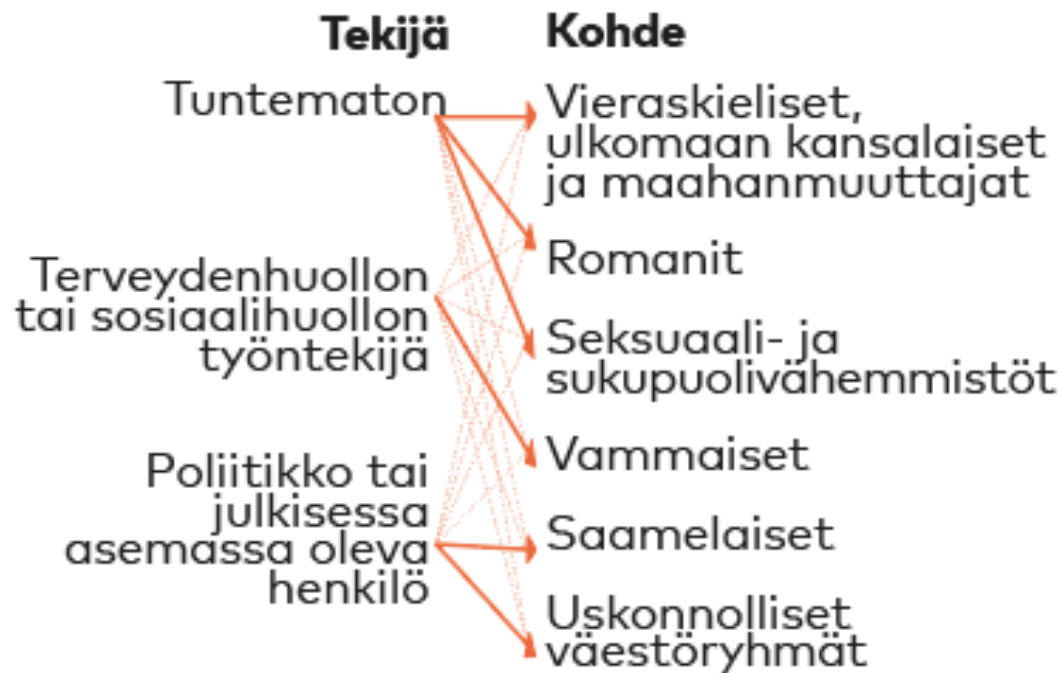 Tekijä
Kohde
Tuntematon
Vieraskieliset,
ulkomaan kansalaiset
ja maahanmuuttajat
Romanit
Terveydenhuollon
tai sosiaalihuollon
työntekijä
Seksuaali- ja
sukupuolivähemmistöt
Vammaiset
Poliitikko tai
julkisessa
asemassa oleva
henkilö
Saamelaiset
Uskonnolliset
väestöryhmät